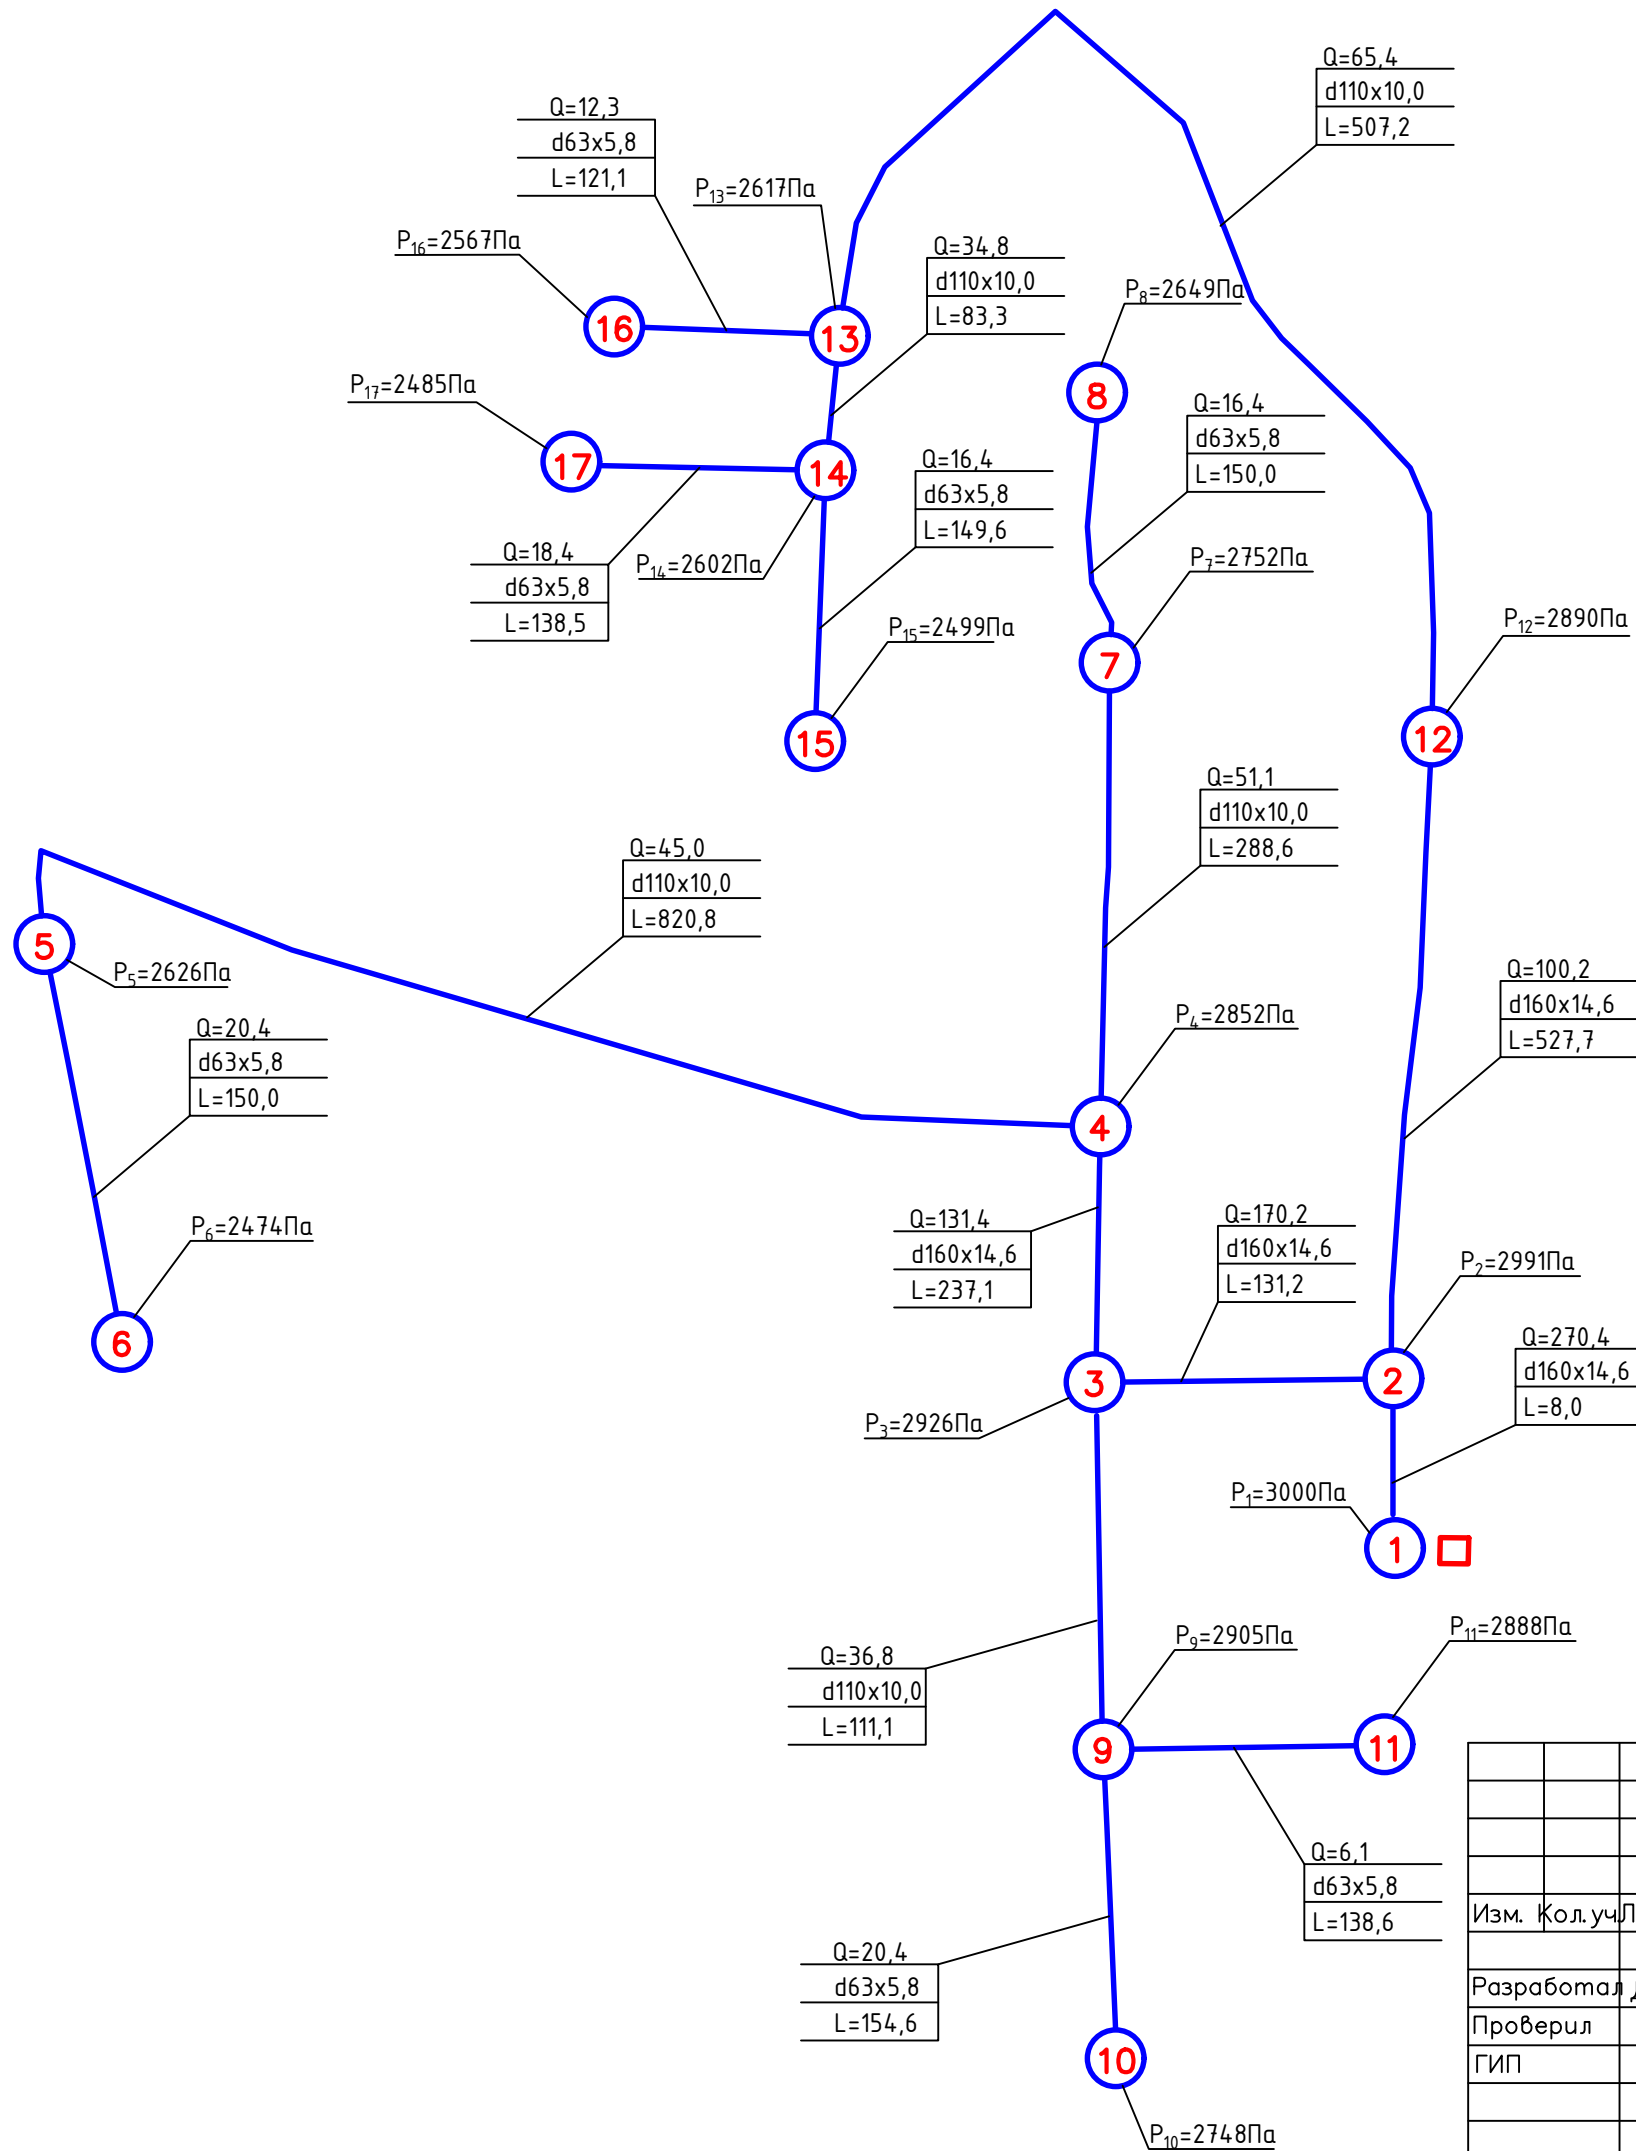 Q=65,4
d110x10,0
L=507,2
Q=12,3
d63x5,8
L=121,1
P₁₃=2617Па
P₁₆=2567Па
Q=34,8
d110x10,0
L=83,3
P₈=2649Па
16
13
8
P₁₇=2485Па
Q=16,4
d63x5,8
L=150,0
17
14
Q=16,4
d63x5,8
L=149,6
Q=18,4
d63x5,8
L=138,5
P₁₄=2602Па
P₇=2752Па
P₁₅=2499Па
P₁₂=2890Па
7
15
12
Q=51,1
d110x10,0
L=288,6
Q=45,0
d110x10,0
L=820,8
5
P₅=2626Па
Q=100,2
d160x14,6
L=527,7
Q=20,4
d63x5,8
L=150,0
P₄=2852Па
4
P₆=2474Па
Q=131,4
d160x14,6
L=237,1
Q=170,2
d160x14,6
L=131,2
P₂=2991Па
6
3
2
Q=270,4
d160x14,6
L=8,0
P₃=2926Па
P₁=3000Па
1
Q=36,8
d110x10,0
L=111,1
P₉=2905Па
P₁₁=2888Па
9
11
Q=6,1
d63x5,8
L=138,6
Изм. Кол.уч
Q=20,4
d63x5,8
L=154,6
Разработал
Проверил
ГИП
10
P₁₀=2748Па